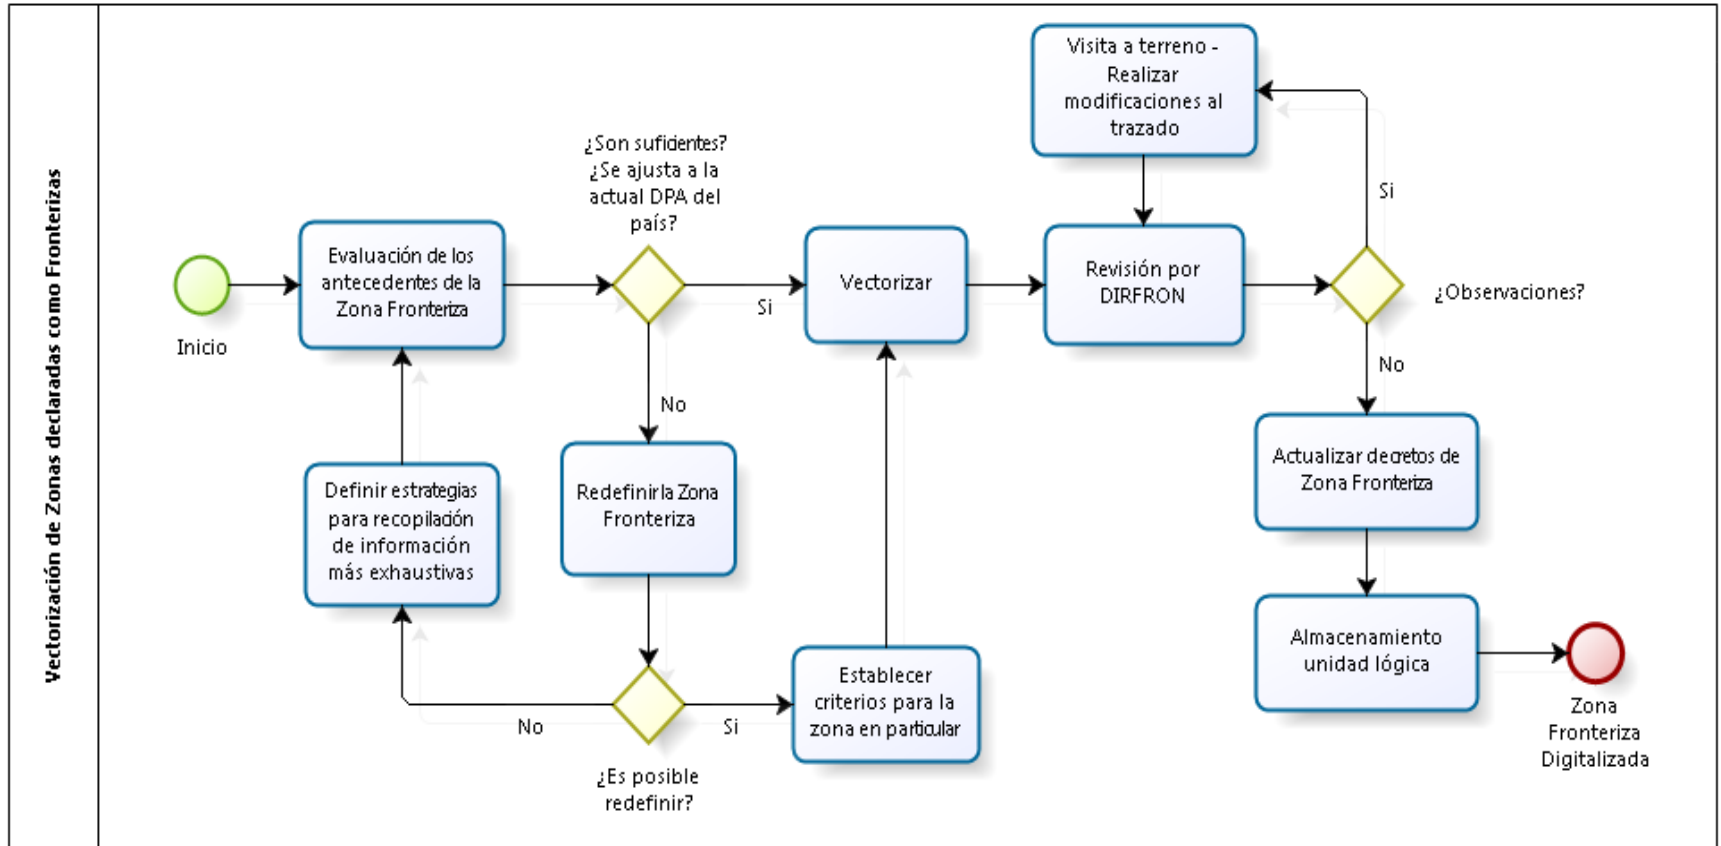 Vectorización de Zonas declaradas como Fronterizas
Inicio
Evaluación de los
antecedentes de la
Zona Fronteriza
¿Son suficientes?
¿Se ajusta a la
actual DPA del
país?
Si
No
Vectorizar
Revisión por
DIRFRON
Visita a terreno -
Realizar
modificaciones al
trazado
Si
¿Observaciones?
No
Definir estrategias
para recopilación
de información
más exhaustivas
Redefinir la Zona
Fronteriza
No
Si
¿Es posible
redefinir?
Establecer
criterios para la
zona en particular
Actualizar decretos de
Zona Fronteriza
Almacenamiento
unidad lógica
Zona
Fronteriza
Digitalizada